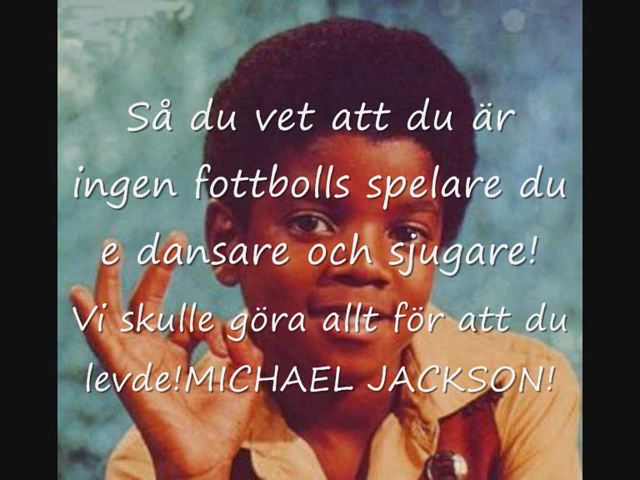 Så du vet att du är
ingen fottbolls spelare du
e dansare och sjugare!
Vi skulle göra allt för att du
levde!MICHAEL JACKSON!